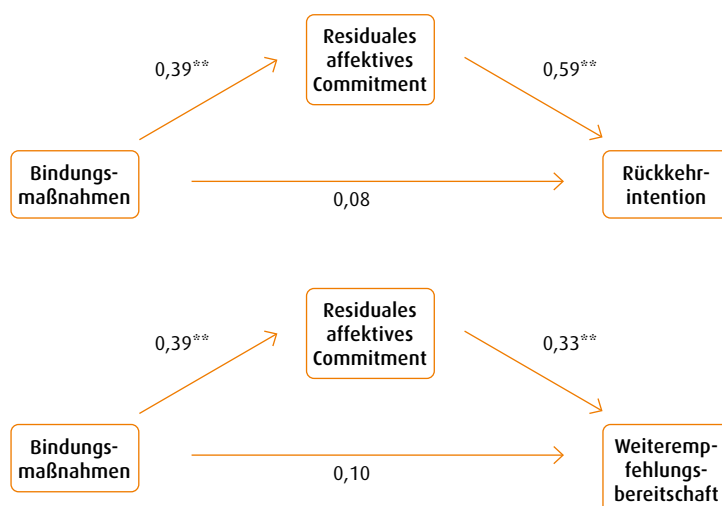 Residuales
affektives
Commitment
0,39**
0,59**
Bindungs-
maßnahmen
Rückkehr-
intention
0,08
Residuales
affektives
Commitment
0,39**
0,33**
Bindungs-
maßnahmen
Weiteremp-
fehlungs-
bereitschaft
0,10